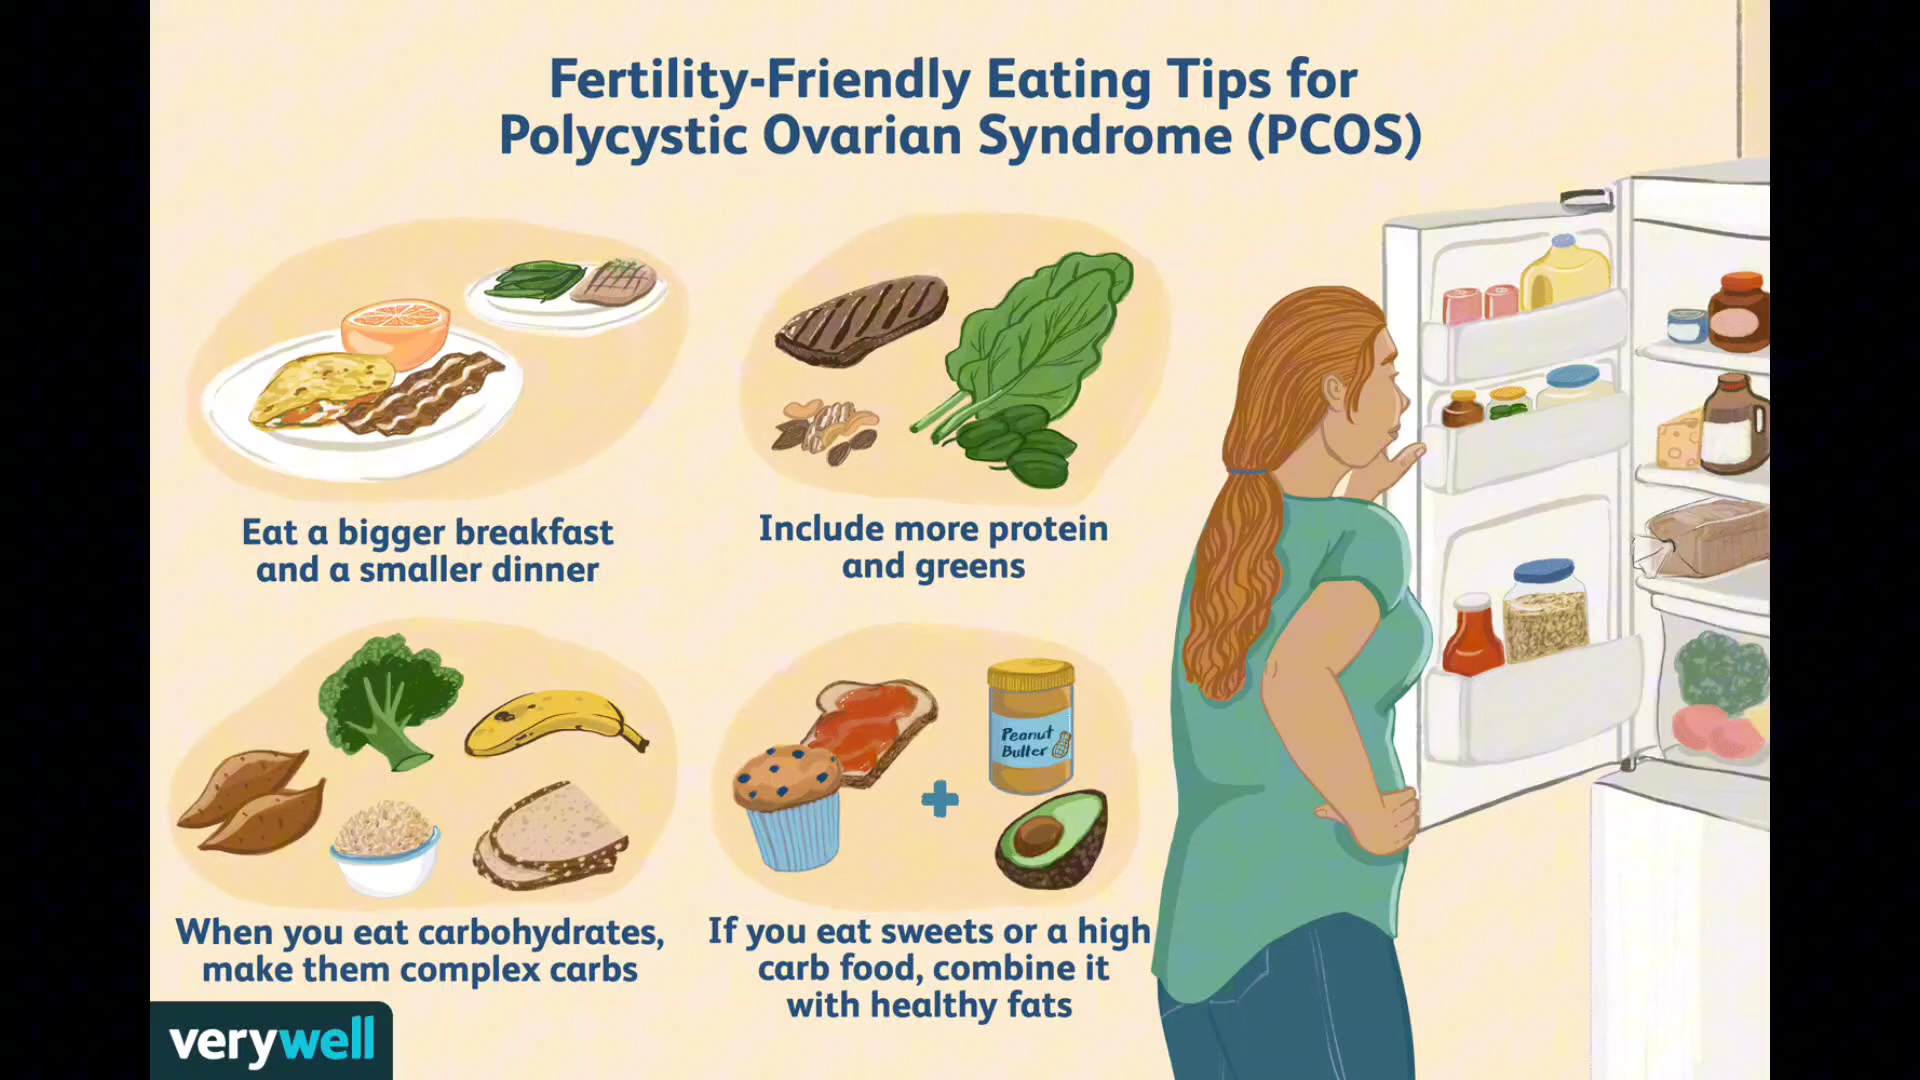 Fertility-Friendly Eating Tips for
Polycystic Ovarian Syndrome (PCOS)
Eat a bigger breakfast
and a smaller dinner
Include more protein
and greens
Peanut
Butter
When you eat carbohydrates,
make them complex carbs
If you eat sweets or a high
carb food, combine it
with healthy fats
verywell